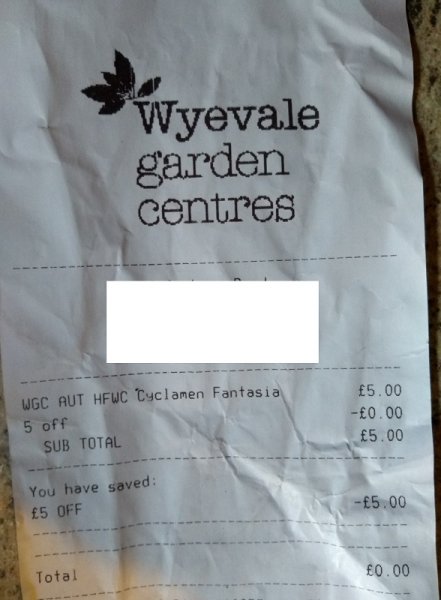 Wyevale
garden
centres
WGC AUT HFWC Cyclamen Fantasia £5.00
5 off -£0.00
SUB TOTAL £5.00
You have saved:
£5 OFF -£5.00
Total £0.00